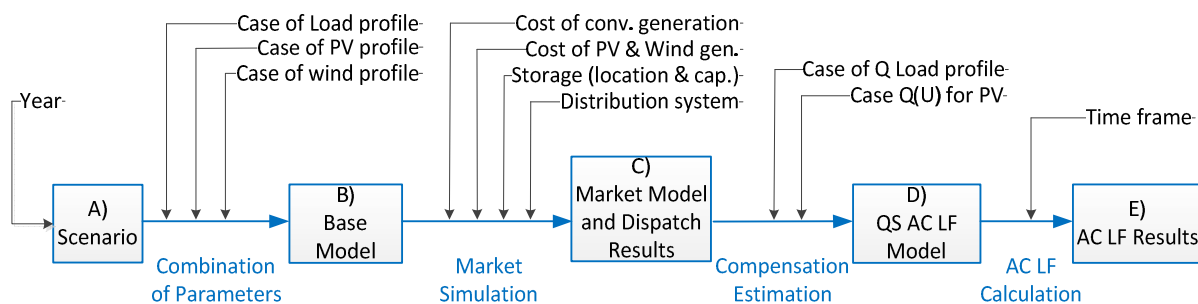 Case of Load profile
Case of PV profile
Case of wind profile
Year
Cost of conv. generation
Cost of PV & Wind gen.
Storage (location & cap.)
Distribution system
Case of Q Load profile
Case Q(U) for PV
Time frame
A)
Scenario
B)
Base
Model
C)
Market Model
and Dispatch
Results
D)
QS AC LF
Model
E)
AC LF Results
Combination
of Parameters
Market
Simulation
Compensation
Estimation
AC LF
Calculation